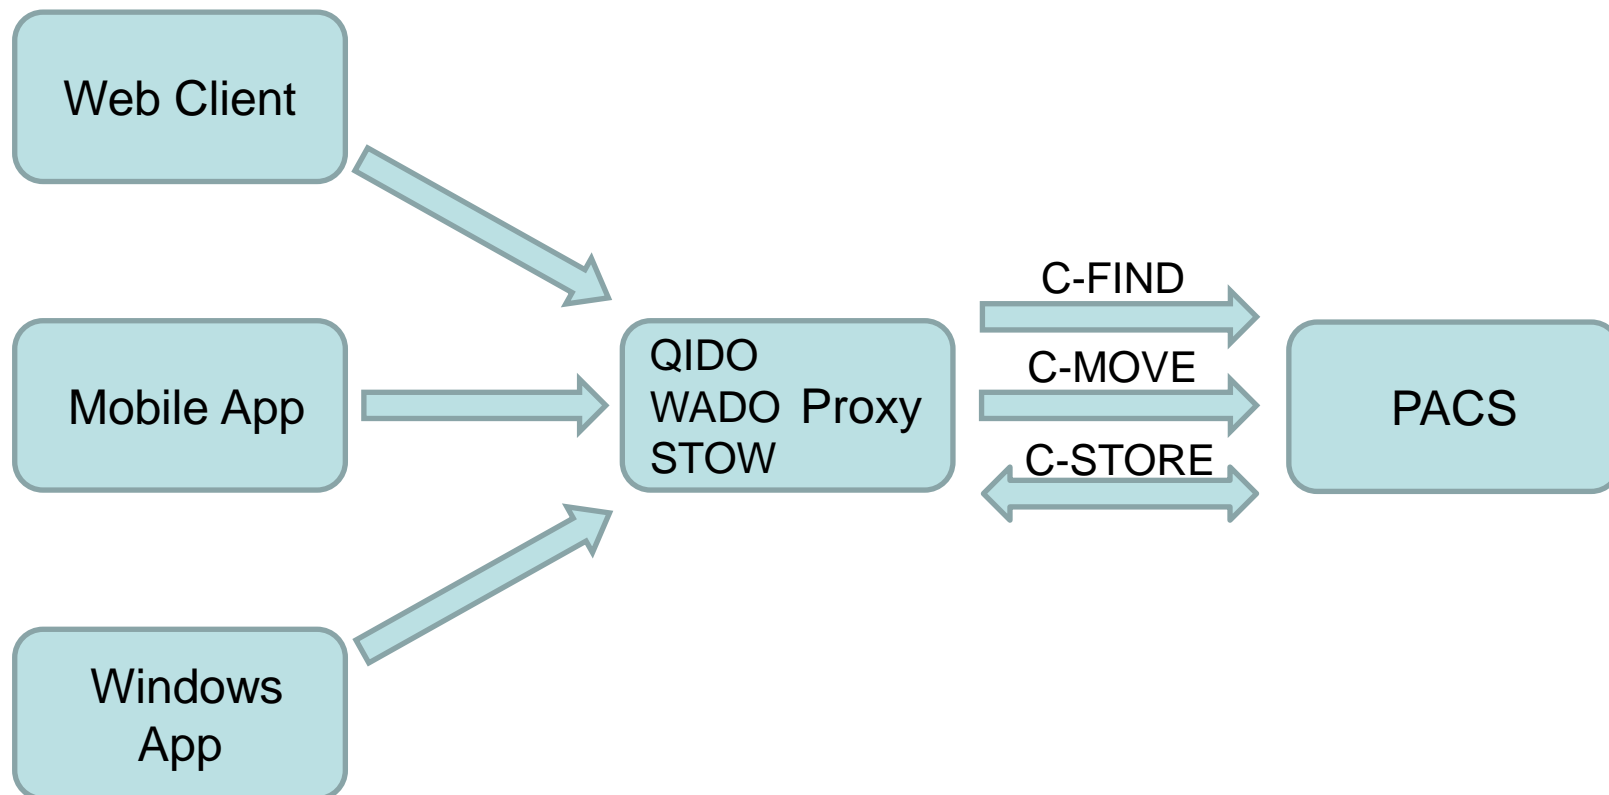 Web Client
Mobile App
Windows
App
QIDO
WADO Proxy
STOW
C-FIND
C-MOVE
C-STORE
PACS